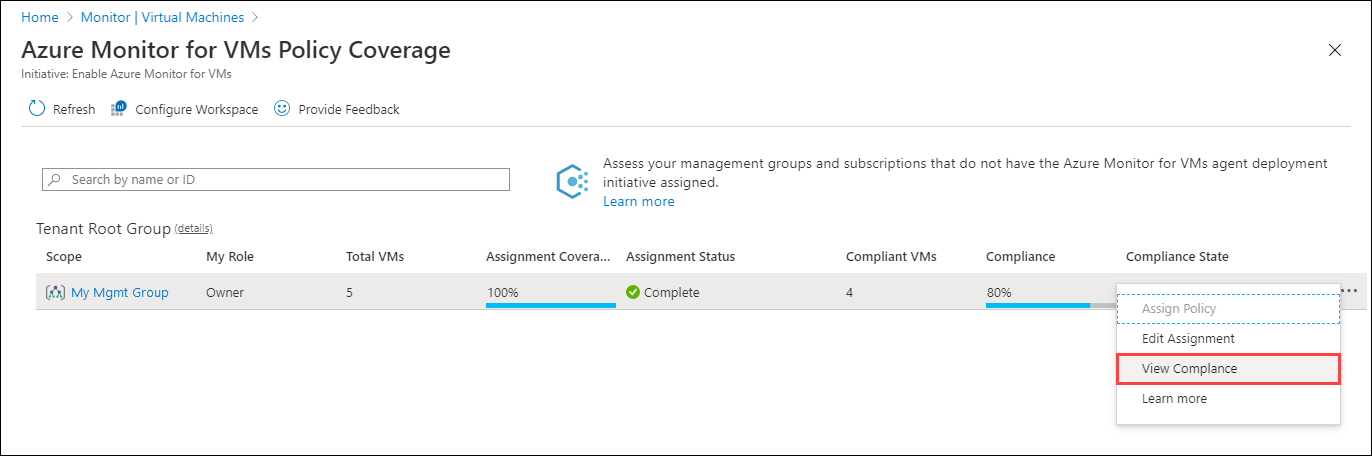 Home > Monitor | Virtual Machines >
Azure Monitor for VMs Policy Coverage
Initiative: Enable Azure Monitor for VMs
Refresh Configure Workspace Provide Feedback
Search by name or ID
Assess your management groups and subscriptions that do not have the Azure Monitor for VMs agent deployment
initiative assigned.
Learn more
Tenant Root Group (details)
Scope My Role Total VMs Assignment Covera... Assignment Status Compliant VMs Compliance Compliance State
My Mgmt Group Owner 5 100% Complete 4 80% ...
Assign Policy
Edit Assignment
View Complance
Learn more